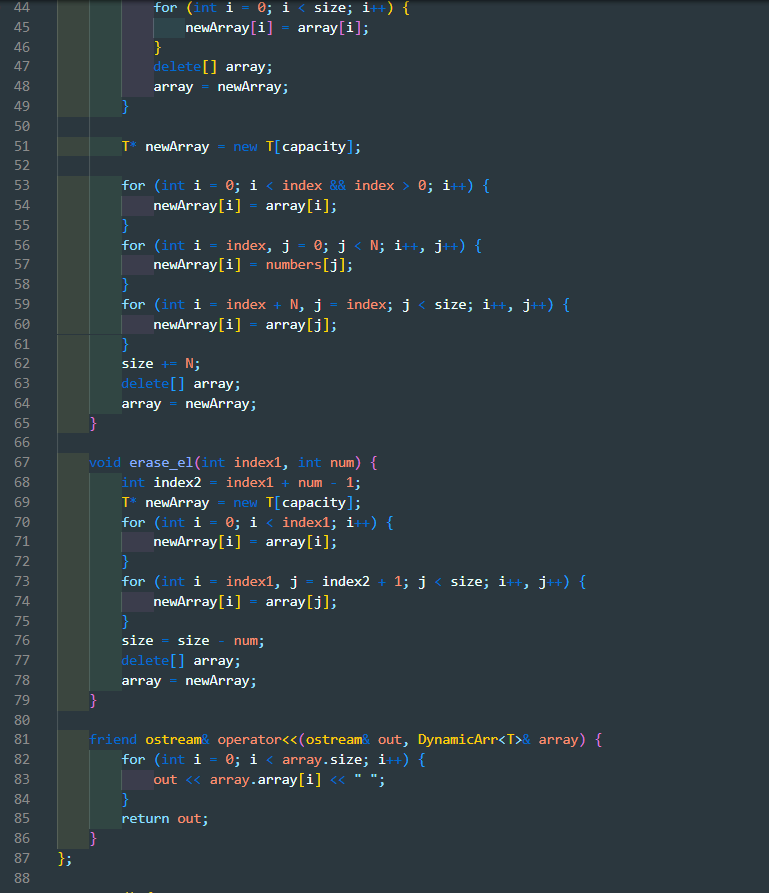 44 for (int i = 0; i < size; i++) {
45 newArray[i] = array[i];
46 }
47 delete[] array;
48 array = newArray;
49 }
50
51 T* newArray = new T[capacity];
52
53 for (int i = 0; i < index && index > 0; i++) {
54 newArray[i] = array[i];
55 }
56 for (int i = index, j = 0; j < N; i++, j++) {
57 newArray[i] = numbers[j];
58 }
59 for (int i = index + N, j = index; j < size; i++, j++) {
60 newArray[i] = array[j];
61 }
62 size += N;
63 delete[] array;
64 array = newArray;
65 }
66
67 void erase_el(int index1, int num) {
68 int index2 = index1 + num - 1;
69 T* newArray = new T[capacity];
70 for (int i = 0; i < index1; i++) {
71 newArray[i] = array[i];
72 }
73 for (int i = index1, j = index2 + 1; j < size; i++, j++) {
74 newArray[i] = array[j];
75 }
76 size = size - num;
77 delete[] array;
78 array = newArray;
79 }
80
81 friend ostream& operator<<(ostream& out, DynamicArr<T>& array) {
82 for (int i = 0; i < array.size; i++) {
83 out << array.array[i] << " ";
84 }
85 return out;
86 }
87 };
88